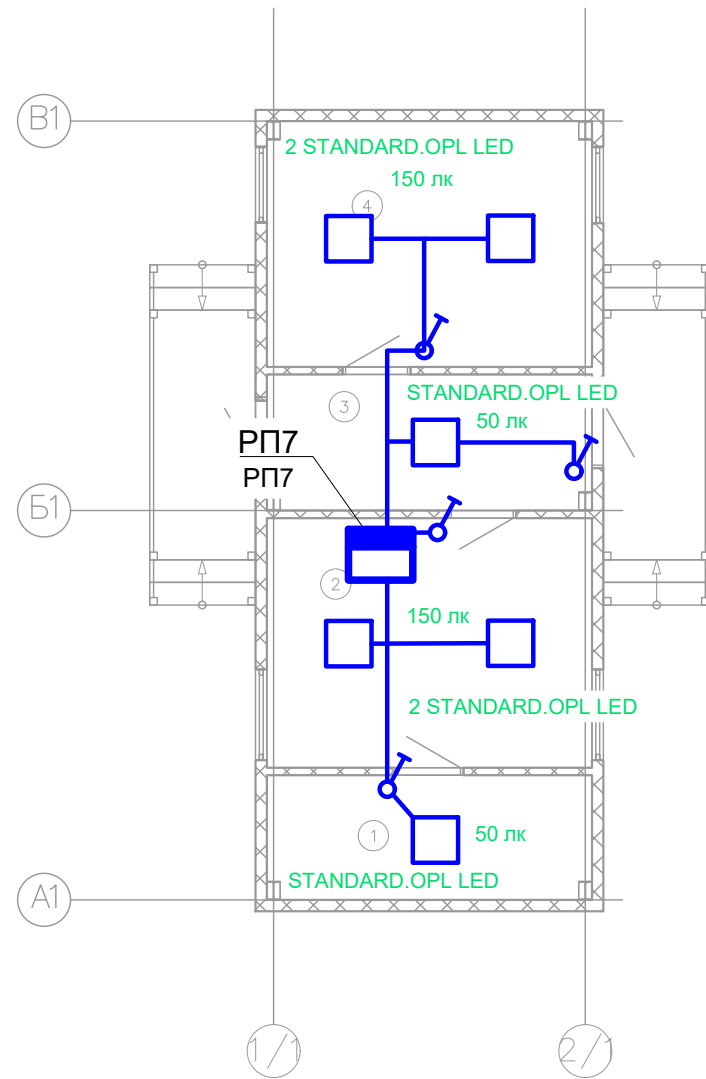 В1
2 STANDARD.OPL LED
150 лк
4
3
STANDARD.OPL LED
50 лк
РП7
РП7
Б1
2
150 лк
2 STANDARD.OPL LED
1
50 лк
STANDARD.OPL LED
А1
1/1
2/1